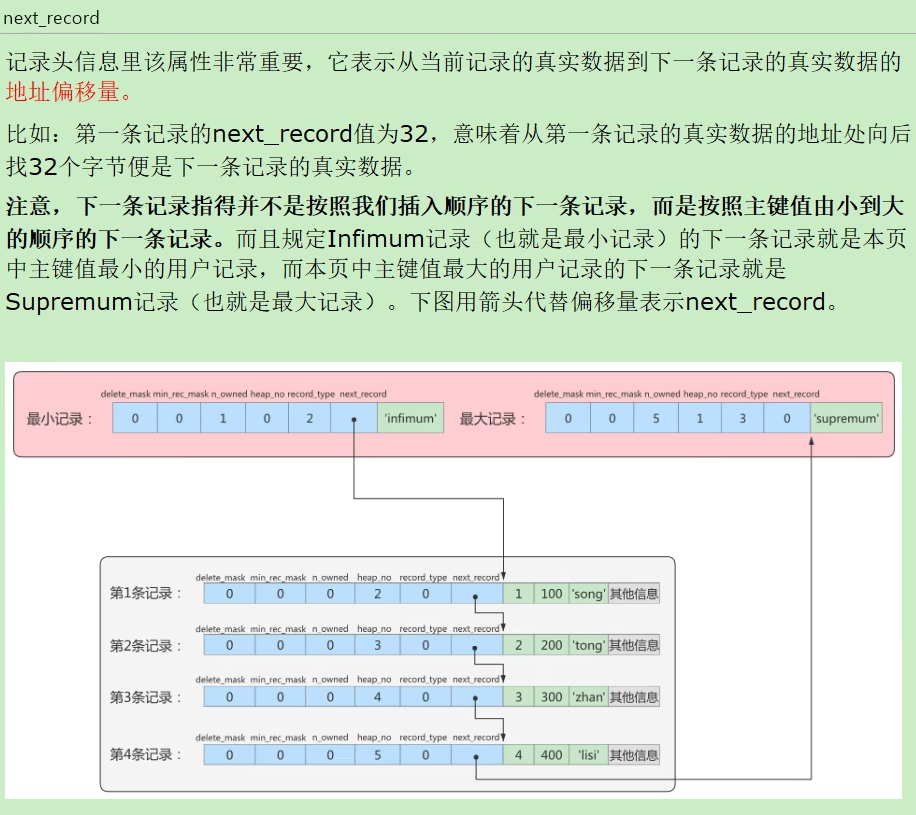 next_record
记录头信息里该属性非常重要，它表示从当前记录的真实数据到下一条记录的真实数据的
地址偏移量。
比如：第一条记录的next_record值为32，意味着从第一条记录的真实数据的地址处向后
找32个字节便是下一条记录的真实数据。
注意，下一条记录指得并不是按照我们插入顺序的下一条记录，而是按照主键值由小到大
的顺序的下一条记录。而且规定Infimum记录（也就是最小记录）的下一条记录就是本页
中主键值最小的用户记录，而本页中主键值最大的用户记录的下一条记录就是
Supremum记录（也就是最大记录）。下图用箭头代替偏移量表示next_record。
delete_mask min_rec_mask n_owned heap_no record_type next_record
最小记录： 0 0 1 0 2 'infimum'
delete_mask min_rec_mask n_owned heap_no record_type next_record
最大记录： 0 0 5 1 3 0 'supremum'
delete_mask min_rec_mask n_owned heap_no record_type next_record
第1条记录： 0 0 0 2 0 1 100 'song' 其他信息
delete_mask min_rec_mask n_owned heap_no record_type next_record
第2条记录： 0 0 0 3 0 2 200 'tong' 其他信息
delete_mask min_rec_mask n_owned heap_no record_type next_record
第3条记录： 0 0 0 4 0 3 300 'zhan' 其他信息
delete_mask min_rec_mask n_owned heap_no record_type next_record
第4条记录： 0 0 0 5 0 4 400 'lisi' 其他信息